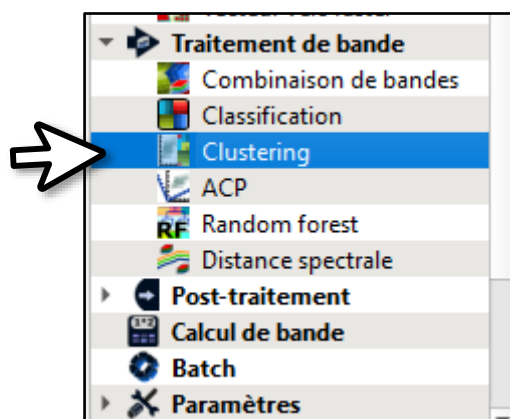 Traitement de bande
Combinaison de bandes
Classification
Clustering
ACP
RF Random forest
Distance spectrale
Post-traitement
Calcul de bande
Batch
Paramètres